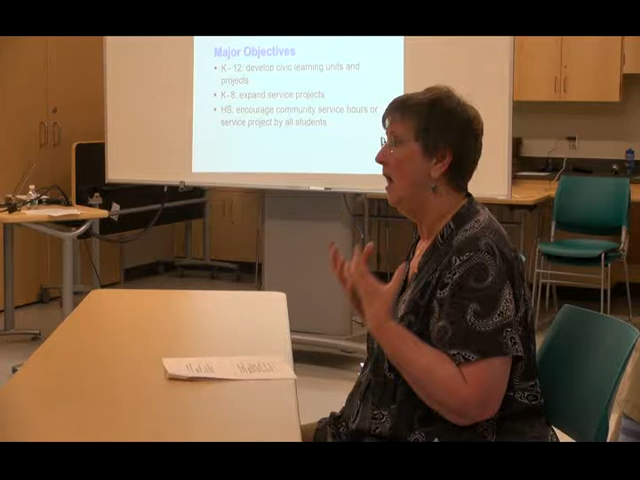 Major Objectives
• K - 12: develop civic learning units and
projects
• K- 8: expand service projects
• HS: encourage community service hours or
service project by all students